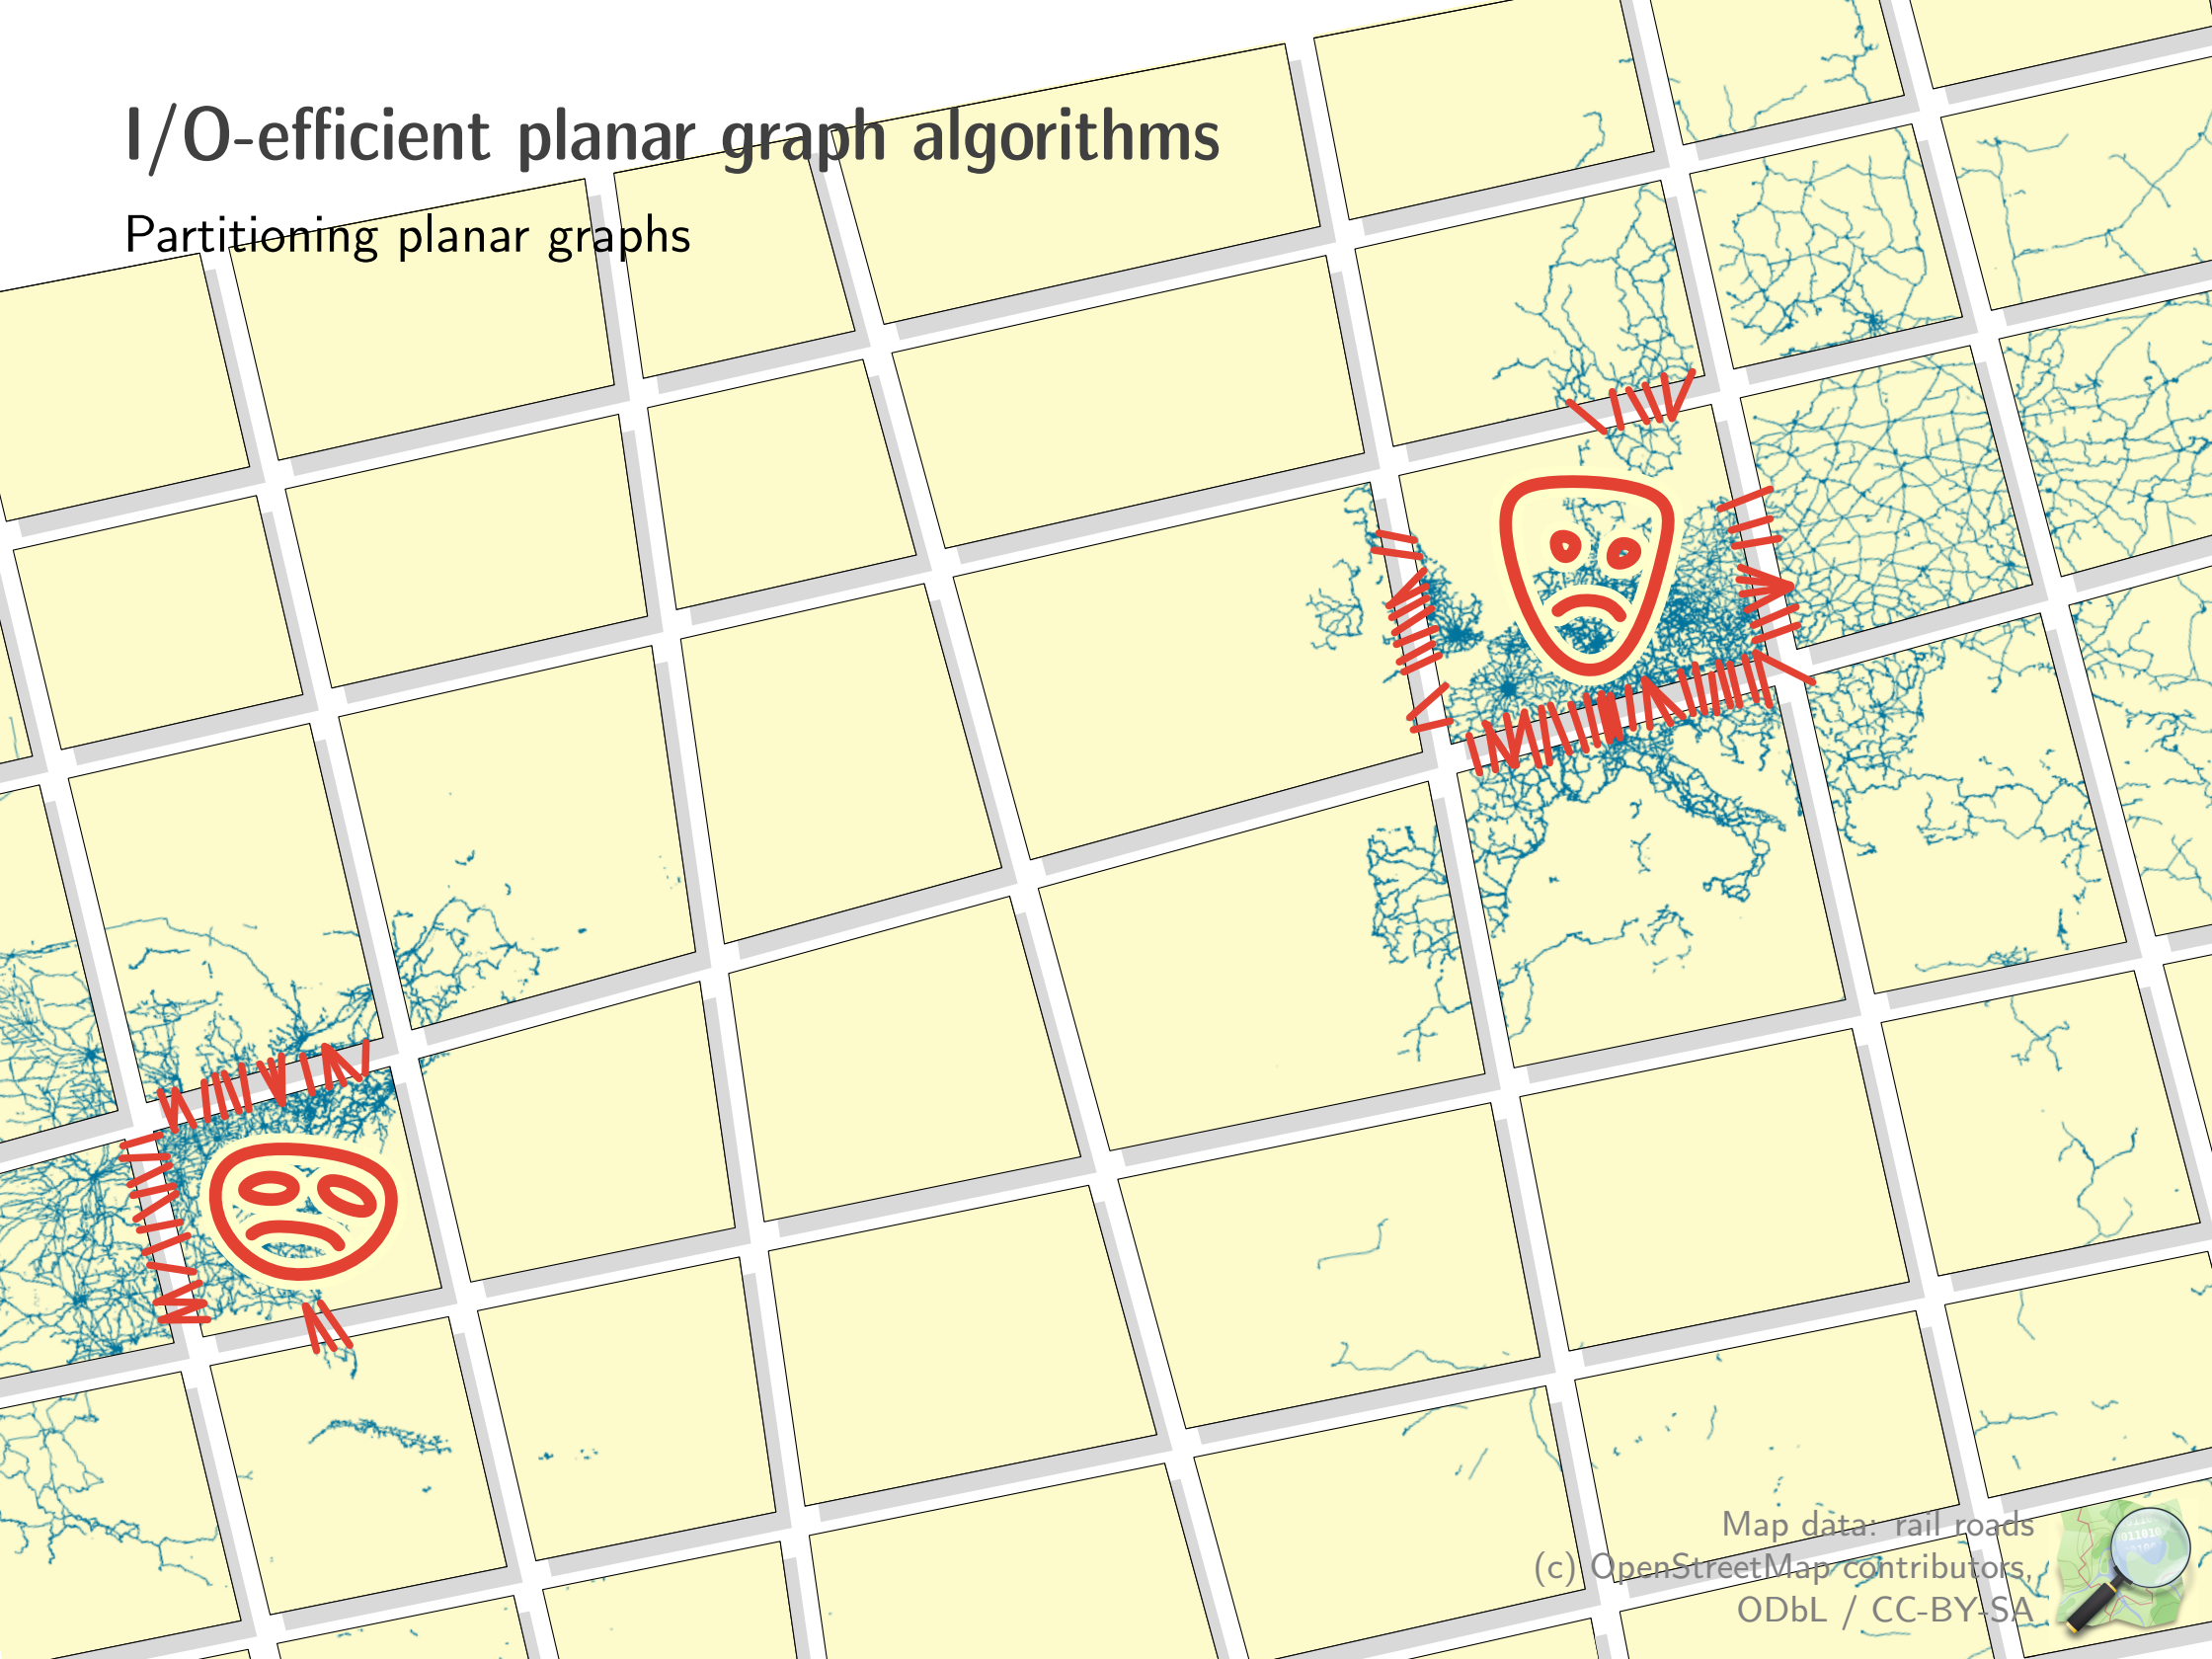 I/O-efficient planar graph algorithms
Partitioning planar graphs
Map data: rail roads
(c) OpenStreetMap contributors,
ODbL / CC-BY-SA